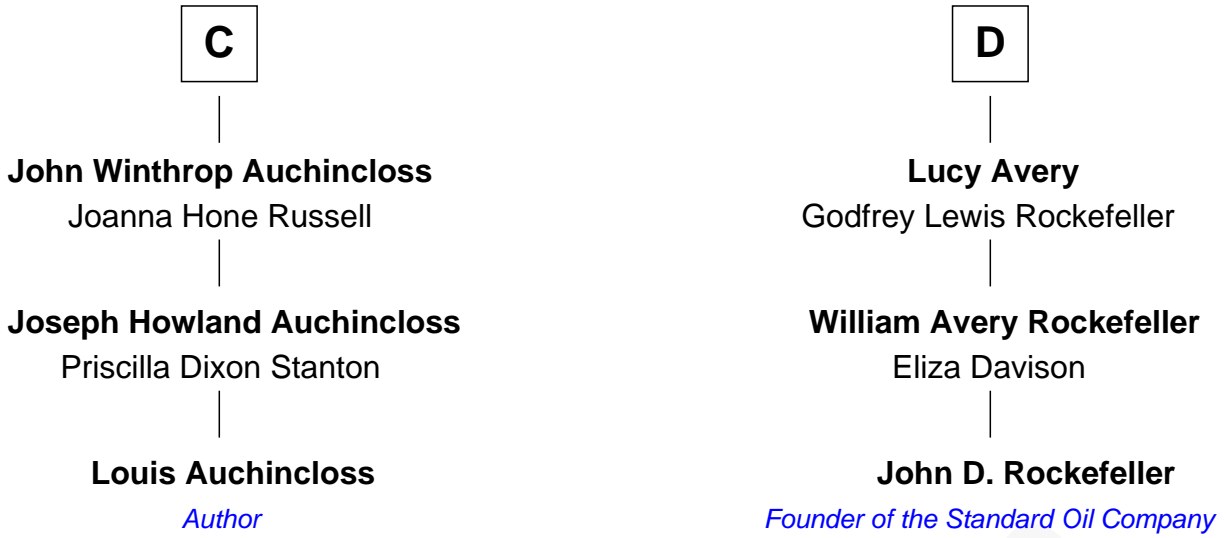 C
John Winthrop Auchincloss
Joanna Hone Russell
Joseph Howland Auchincloss
Priscilla Dixon Stanton
Louis Auchincloss
Author
D
Lucy Avery
Godfrey Lewis Rockefeller
William Avery Rockefeller
Eliza Davison
John D. Rockefeller
Founder of the Standard Oil Company